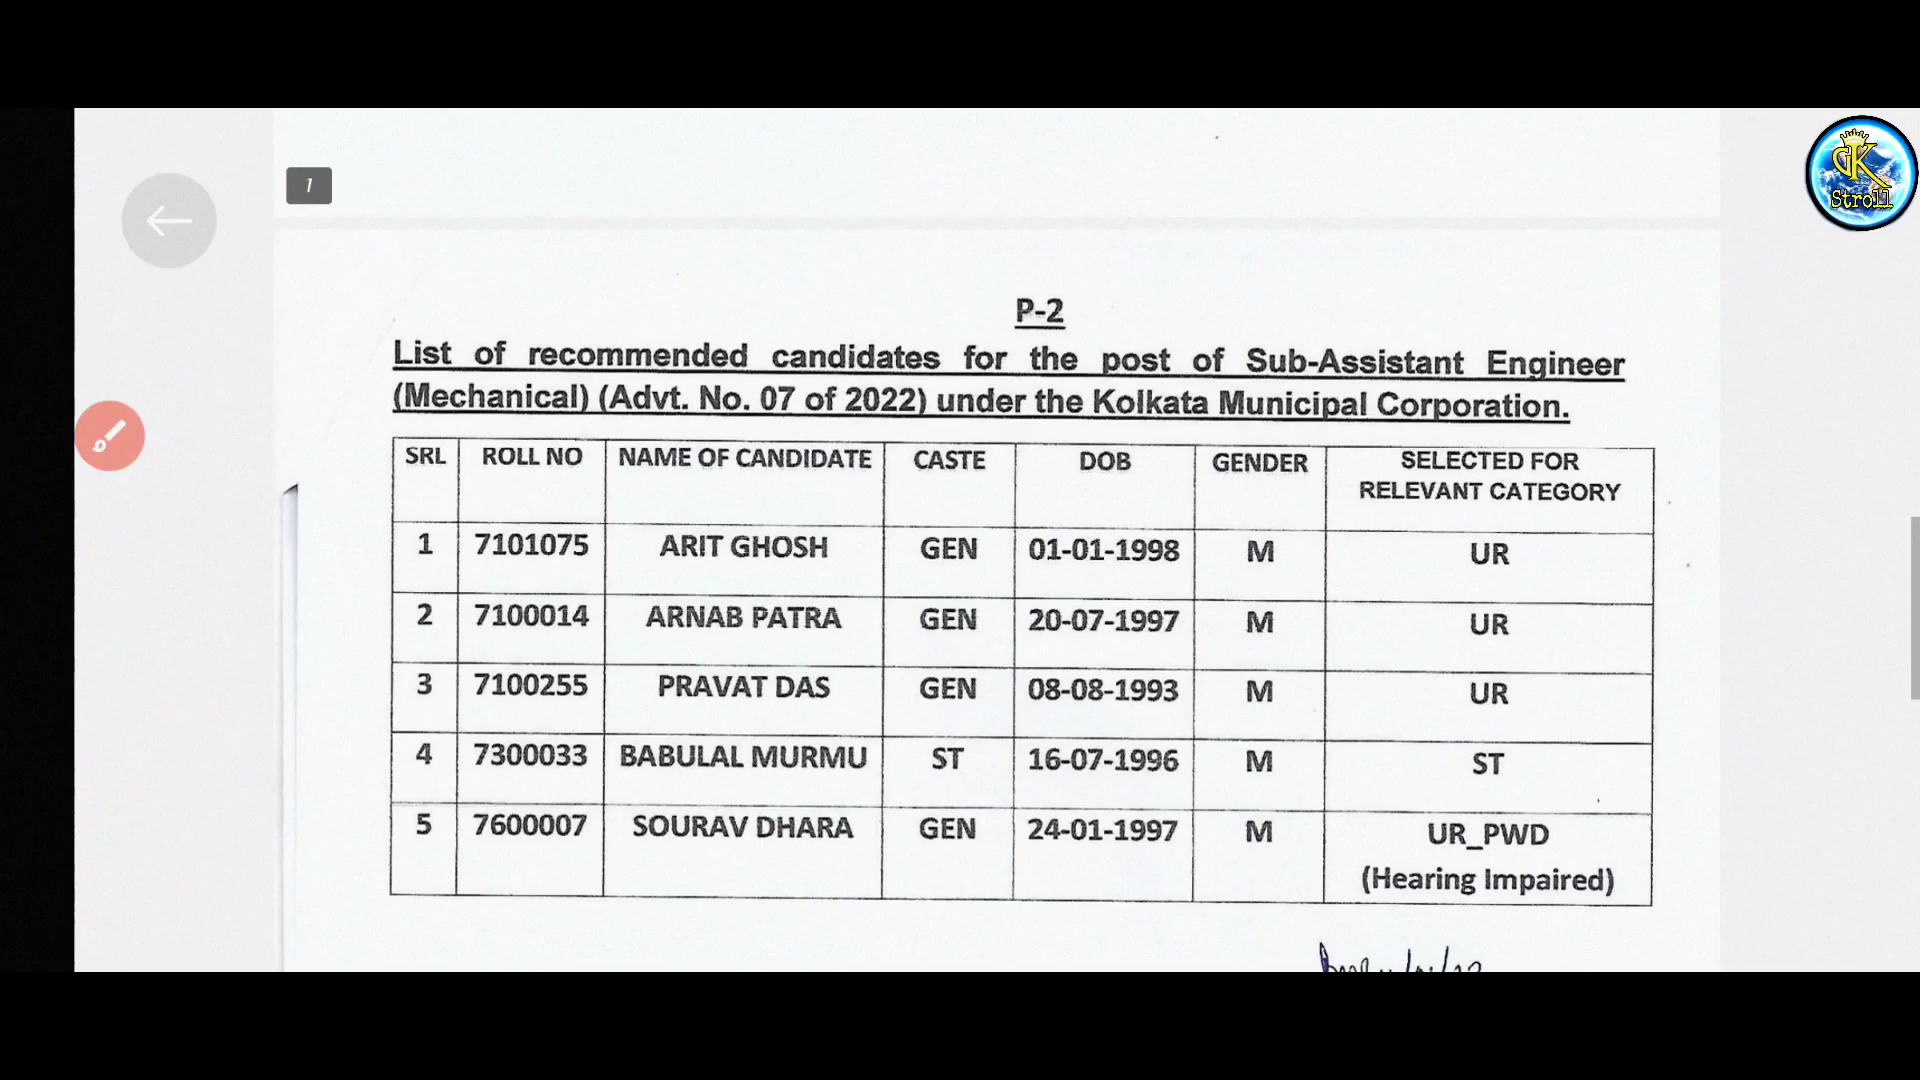 1
GK
Stroll
P-2
List of recommended candidates for the post of Sub-Assistant Engineer
(Mechanical) (Advt. No. 07 of 2022) under the Kolkata Municipal Corporation.
SRL ROLL NO NAME OF CANDIDATE CASTE DOB GENDER SELECTED FOR RELEVANT CATEGORY
1 7101075 ARIT GHOSH GEN 01-01-1998 M UR
2 7100014 ARNAB PATRA GEN 20-07-1997 M UR
3 7100255 PRAVAT DAS GEN 08-08-1993 M UR
4 7300033 BABULAL MURMU ST 16-07-1996 M ST
5 7600007 SOURAV DHARA GEN 24-01-1997 M UR_PWD
(Hearing Impaired)